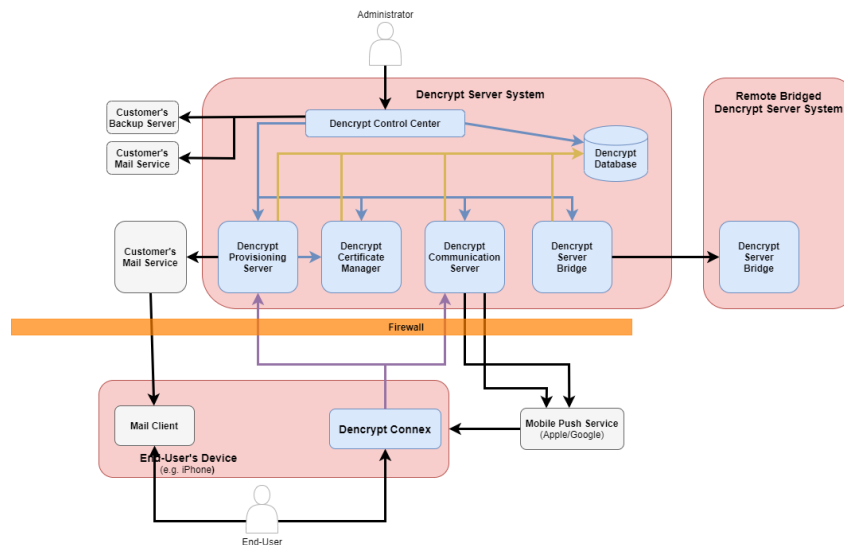 Administrator
Dencrypt Server System
Remote Bridged
Dencrypt Server System
Customer's
Backup Server
Dencrypt Control Center
Customer's
Mail Service
Dencrypt
Database
Customer's
Mail Service
Dencrypt
Provisioning
Server
Dencrypt
Certificate
Manager
Dencrypt
Communication
Server
Dencrypt
Server
Bridge
Dencrypt
Server
Bridge
Firewall
Mail Client
Dencrypt Connex
Mobile Push Service
(Apple/Google)
End-User's Device
(e.g. iPhone)
End-User